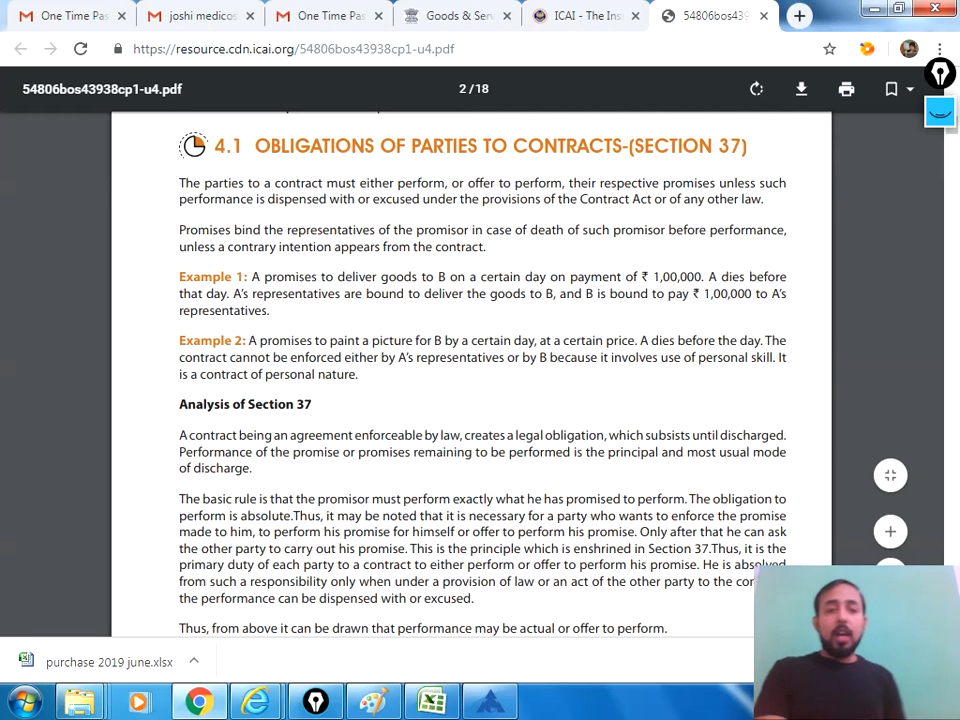 One Time Pas
joshi medicos
One Time Pas
Goods & Serv
ICAI - The Ins
54806bos439
https://resource.cdn.icai.org/54806bos43938cp1-u4.pdf
54806bos43938cp1-u4.pdf
2 / 18
4.1 OBLIGATIONS OF PARTIES TO CONTRACTS-(SECTION 37)
The parties to a contract must either perform, or offer to perform, their respective promises unless such
performance is dispensed with or excused under the provisions of the Contract Act or of any other law.
Promises bind the representatives of the promisor in case of death of such promisor before performance,
unless a contrary intention appears from the contract.
Example 1: A promises to deliver goods to B on a certain day on payment of ₹ 1,00,000. A dies before
that day. A's representatives are bound to deliver the goods to B, and B is bound to pay ₹ 1,00,000 to A's
representatives.
Example 2: A promises to paint a picture for B by a certain day, at a certain price. A dies before the day. The
contract cannot be enforced either by A's representatives or by B because it involves use of personal skill. It
is a contract of personal nature.
Analysis of Section 37
A contract being an agreement enforceable by law, creates a legal obligation, which subsists until discharged.
Performance of the promise or promises remaining to be performed is the principal and most usual mode
of discharge.
The basic rule is that the promisor must perform exactly what he has promised to perform. The obligation to
perform is absolute.Thus, it may be noted that it is necessary for a party who wants to enforce the promise
made to him, to perform his promise for himself or offer to perform his promise. Only after that he can ask
the other party to carry out his promise. This is the principle which is enshrined in Section 37.Thus, it is the
primary duty of each party to a contract to either perform or offer to perform his promise. He is absolved
from such a responsibility only when under a provision of law or an act of the other party to the con
the performance can be dispensed with or excused.
Thus, from above it can be drawn that performance may be actual or offer to perform.
purchase 2019 june.xlsx